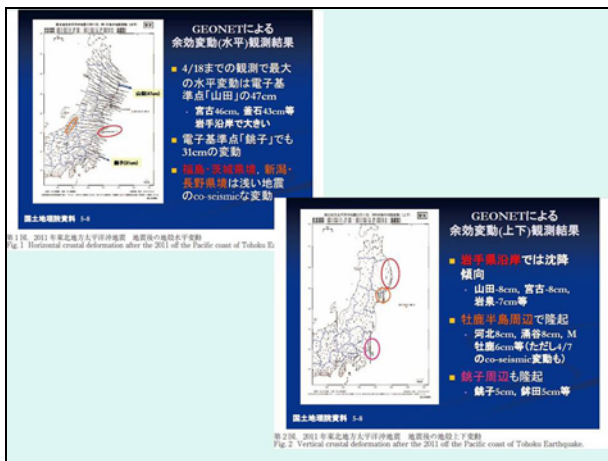 GEONETによる
余効変動(水平)観測結果
4/18までの観測で最大
の水平変動は電子基
準点「山田」の47cm
・ 宮古46cm, 釜石43cm等
岩手沿岸で大きい
電子基準点「銚子」でも
31cmの変動
福島・茨城県境, 新潟・
長野県境は浅い地震
のco-seismicな変動
山田(47cm)
銚子(31cm)
国土地理院資料 5-8
第1図. 2011年東北地方太平洋沖地震 地震後の地殻水平変動
Fig. 1 Horizontal crustal deformation after the 2011 off the Pacific coast of Tohoku Ea
GEONETによる
余効変動(上下)観測結果
岩手県沿岸では沈降
傾向
・ 山田-8cm, 宮古-8cm,
岩泉-7cm等
牡鹿半島周辺で隆起
・ 河北8cm, 涌谷8cm, M
牡鹿6cm等(ただし4/7
のco-seismic変動も)
銚子周辺も隆起
・ 銚子5cm, 鉾田5cm等
国土地理院資料 5-8
第2図. 2011年東北地方太平洋沖地震 地震後の地殻上下変動
Fig. 2 Vertical crustal deformation after the 2011 off the Pacific coast of Tohoku Earthquake.